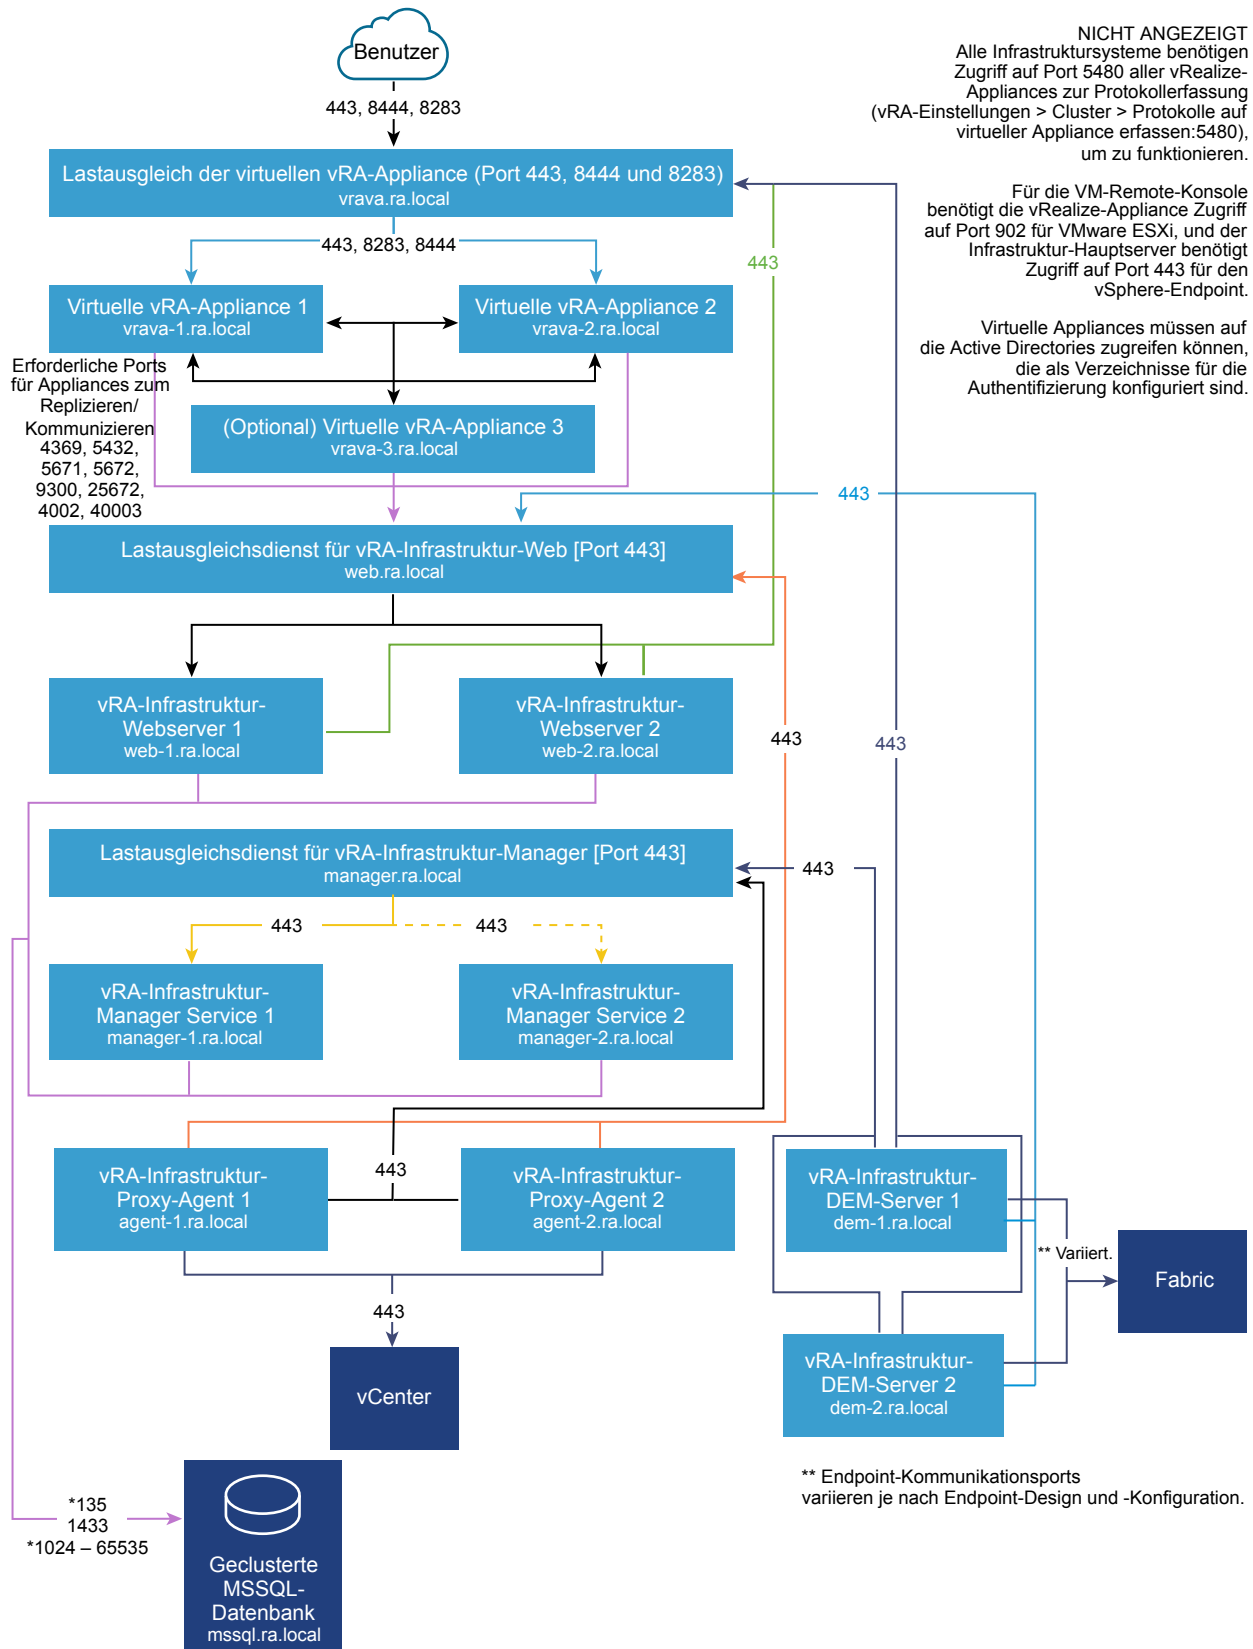 Benutzer
443, 8444, 8283
NICHT ANGEZEIGT
Alle Infrastruktursysteme benötigen
Zugriff auf Port 5480 aller vRealize-
Appliances zur Protokollerfassung
(vRA-Einstellungen > Cluster > Protokolle auf
virtueller Appliance erfassen:5480),
um zu funktionieren.
Für die VM-Remote-Konsole
benötigt die vRealize-Appliance Zugriff
auf Port 902 für VMware ESXi, und der
Infrastruktur-Hauptserver benötigt
Zugriff auf Port 443 für den
vSphere-Endpoint.
Virtuelle Appliances müssen auf
die Active Directories zugreifen können,
die als Verzeichnisse für die
Authentifizierung konfiguriert sind.
Lastausgleich der virtuellen vRA-Appliance (Port 443, 8444 und 8283)
vrava.ra.local
443, 8283, 8444
443
Virtuelle vRA-Appliance 1
vrava-1.ra.local
Virtuelle vRA-Appliance 2
vrava-2.ra.local
Erforderliche Ports
für Appliances zum
Replizieren/
Kommunizieren
4369, 5432,
5671, 5672,
9300, 25672,
4002, 40003
(Optional) Virtuelle vRA-Appliance 3
vrava-3.ra.local
443
Lastausgleichsdienst für vRA-Infrastruktur-Web [Port 443]
web.ra.local
vRA-Infrastruktur-
Webserver 1
web-1.ra.local
vRA-Infrastruktur-
Webserver 2
web-2.ra.local
443
443
Lastausgleichsdienst für vRA-Infrastruktur-Manager [Port 443]
manager.ra.local
443
443
443
vRA-Infrastruktur-
Manager Service 1
manager-1.ra.local
vRA-Infrastruktur-
Manager Service 2
manager-2.ra.local
443
vRA-Infrastruktur-
Proxy-Agent 1
agent-1.ra.local
vRA-Infrastruktur-
Proxy-Agent 2
agent-2.ra.local
vRA-Infrastruktur-
DEM-Server 1
dem-1.ra.local
** Variiert.
Fabric
443
vCenter
vRA-Infrastruktur-
DEM-Server 2
dem-2.ra.local
** Endpoint-Kommunikationsports
variieren je nach Endpoint-Design und -Konfiguration.
*135
1433
*1024 – 65535
Geclusterte
MSSQL-
Datenbank
mssql.ra.local